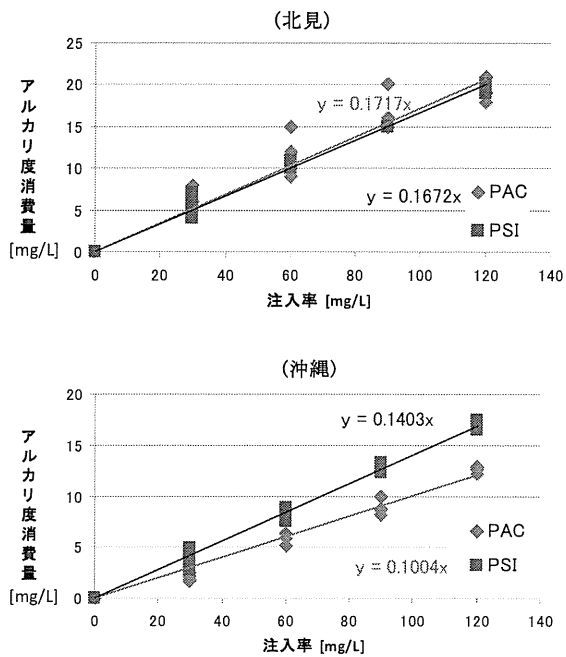 (北見)
アルカリ度消費量
[mg/L]
25
20
15
10
5
0
y = 0.1717x
y = 0.1672x
PAC
PSI
0 20 40 60 80 100 120 140
注入率 [mg/L]
(沖縄)
アルカリ度消費量
[mg/L]
20
15
10
5
0
y = 0.1403x
PAC
PSI
y = 0.1004x
0 20 40 60 80 100 120 140
注入率 [mg/L]